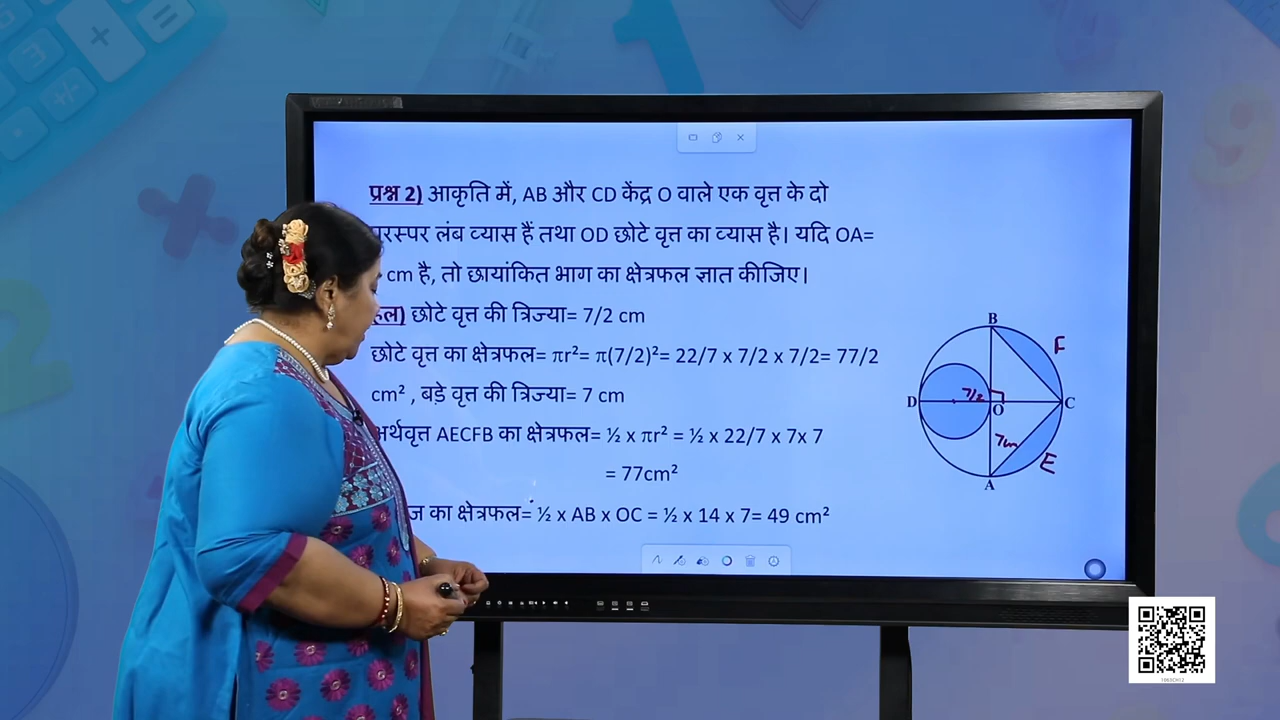 प्रश्न 2) आकृति में, AB और CD केंद्र O वाले एक वृत्त के दो
परस्पर लंब व्यास हैं तथा OD छोटे वृत्त का व्यास है। यदि OA=
cm है, तो छायांकित भाग का क्षेत्रफल ज्ञात कीजिए।
हल) छोटे वृत्त की त्रिज्या= 7/2 cm
छोटे वृत्त का क्षेत्रफल= πr²= π(7/2)²= 22/7 x 7/2 x 7/2= 77/2
cm² , बड़े वृत्त की त्रिज्या= 7 cm
अर्धवृत्त AECFB का क्षेत्रफल= ½ x πr² = ½ x 22/7 x 7x 7
= 77cm²
का क्षेत्रफल= ½ x AB x OC = ½ x 14 x 7= 49 cm²
B
F
D
7/2
O
C
7cm
E
A